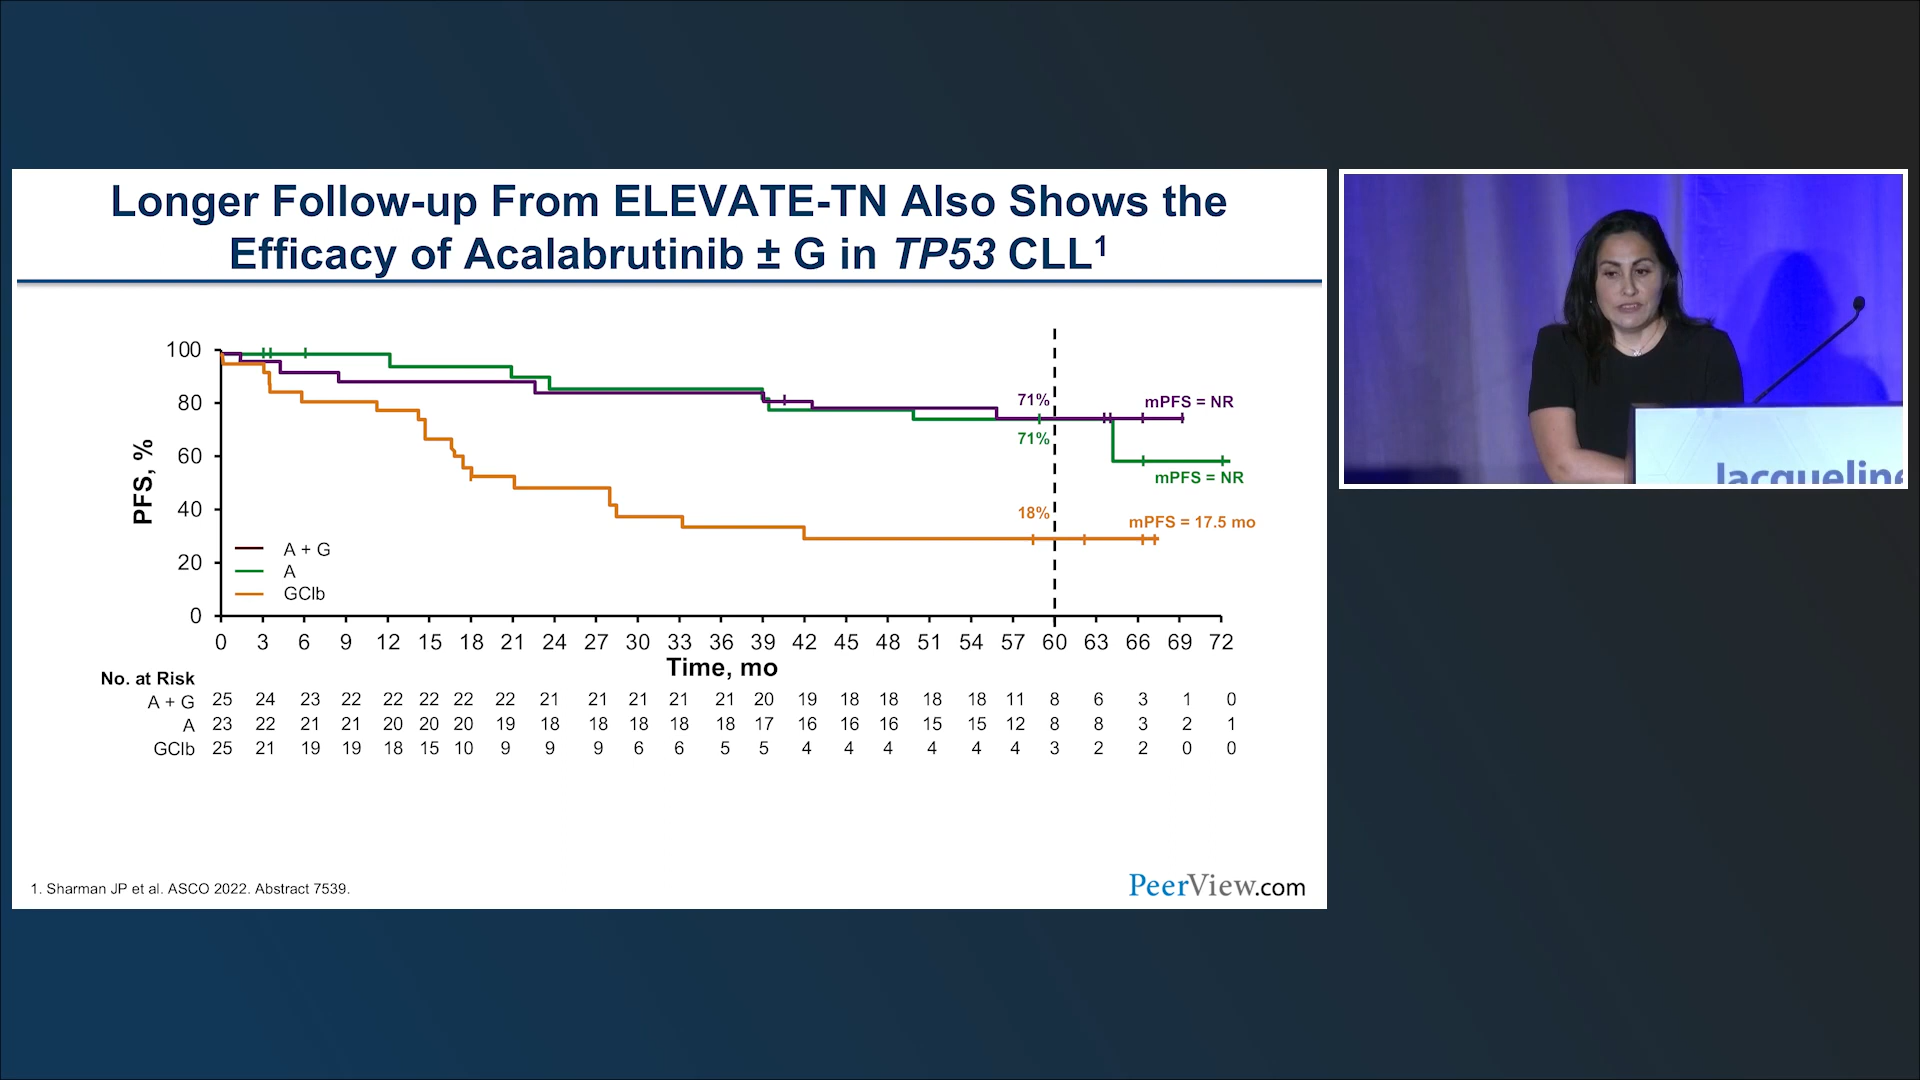 Longer Follow-up From ELEVATE-TN Also Shows the
Efficacy of Acalabrutinib ± G in TP53 CLL1
100
80
60
40
20
0
PFS, %
A + G
A
GClb
71%
71%
18%
mPFS = NR
mPFS = NR
mPFS = 17.5 mo
0 3 6 9 12 15 18 21 24 27 30 33 36 39 42 45 48 51 54 57 60 63 66 69 72
Time, mo
No. at Risk
A + G 25 24 23 22 22 22 22 22 21 21 21 21 21 20 19 18 18 18 18 11 8 6 3 1 0
A 23 22 21 21 20 20 20 19 18 18 18 18 18 17 16 16 16 15 15 12 8 8 3 2 1
GClb 25 21 19 19 18 15 10 9 9 9 6 6 5 5 4 4 4 4 4 4 3 2 2 0 0
1. Sharman JP et al. ASCO 2022. Abstract 7539.
PeerView.com
Jacqueline